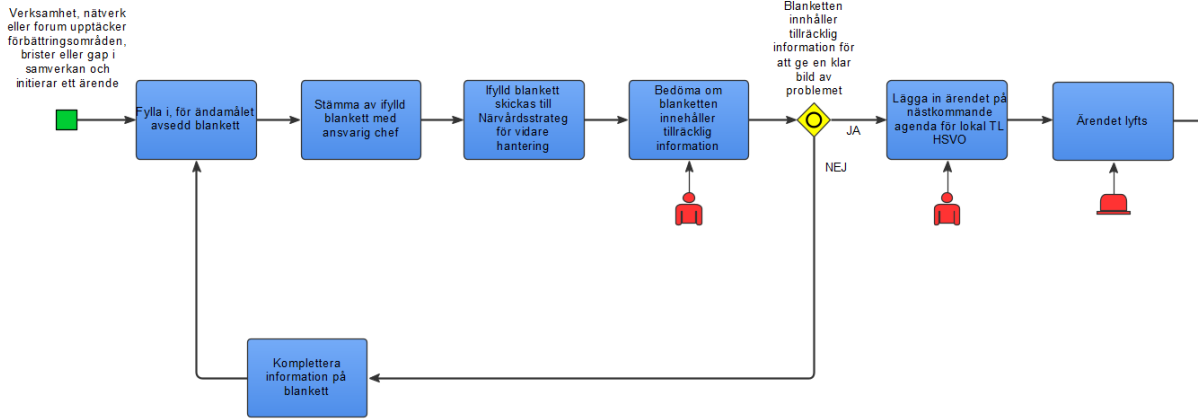 Verksamhet, nätverk
eller forum upptäcker
förbättringsområden,
brister eller gap i
samverkan och
initierar ett ärende
Fylla i, för ändamålet
avsedd blankett
Stämma av ifylld
blankett med
ansvarig chef
Ifylld blankett
skickas till
Närvårdsstrateg
för vidare
hantering
Bedöma om
blanketten
innehåller
tillräcklig
information
Blanketten
innhåller
tillräcklig
information för
att ge en klar
bild av
problemet
JA
NEJ
Lägga in ärendet på
nästkommande
agenda för lokal TL
HSVO
Ärendet lyfts
Komplettera
information på
blankett